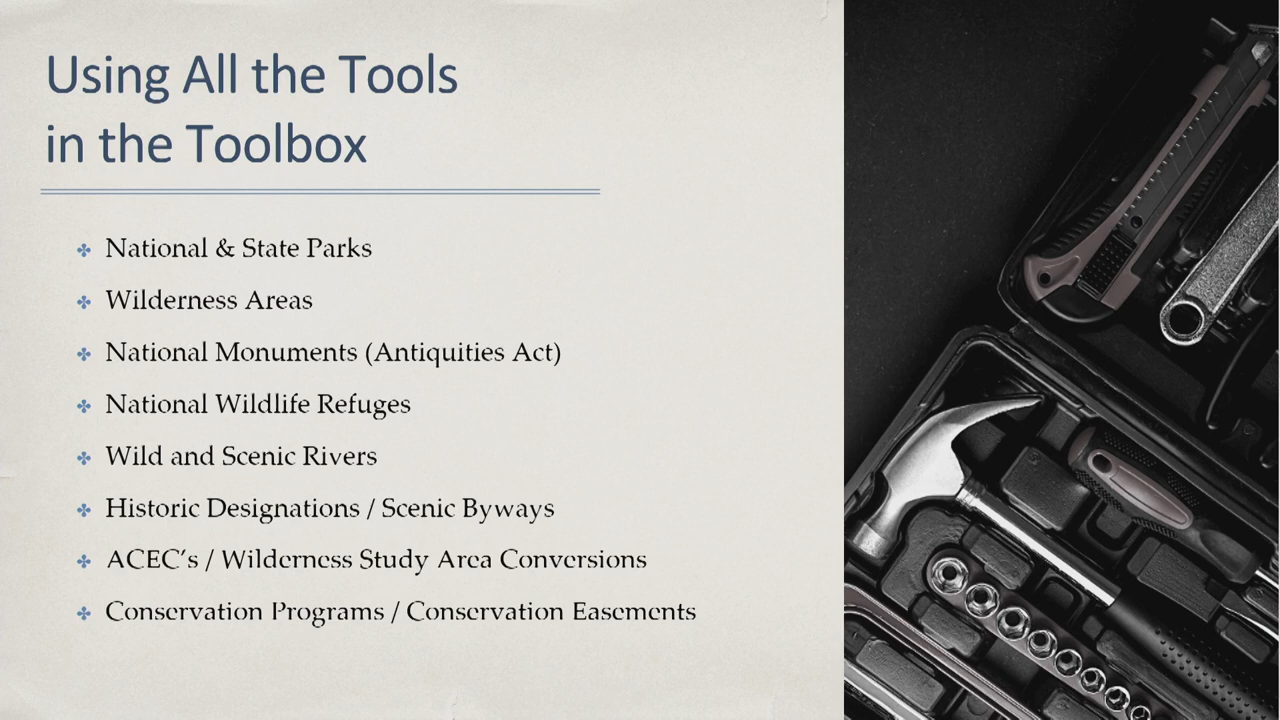 Using All the Tools
in the Toolbox
National & State Parks
Wilderness Areas
National Monuments (Antiquities Act)
National Wildlife Refuges
Wild and Scenic Rivers
Historic Designations / Scenic Byways
ACEC’s / Wilderness Study Area Conversions
Conservation Programs / Conservation Easements